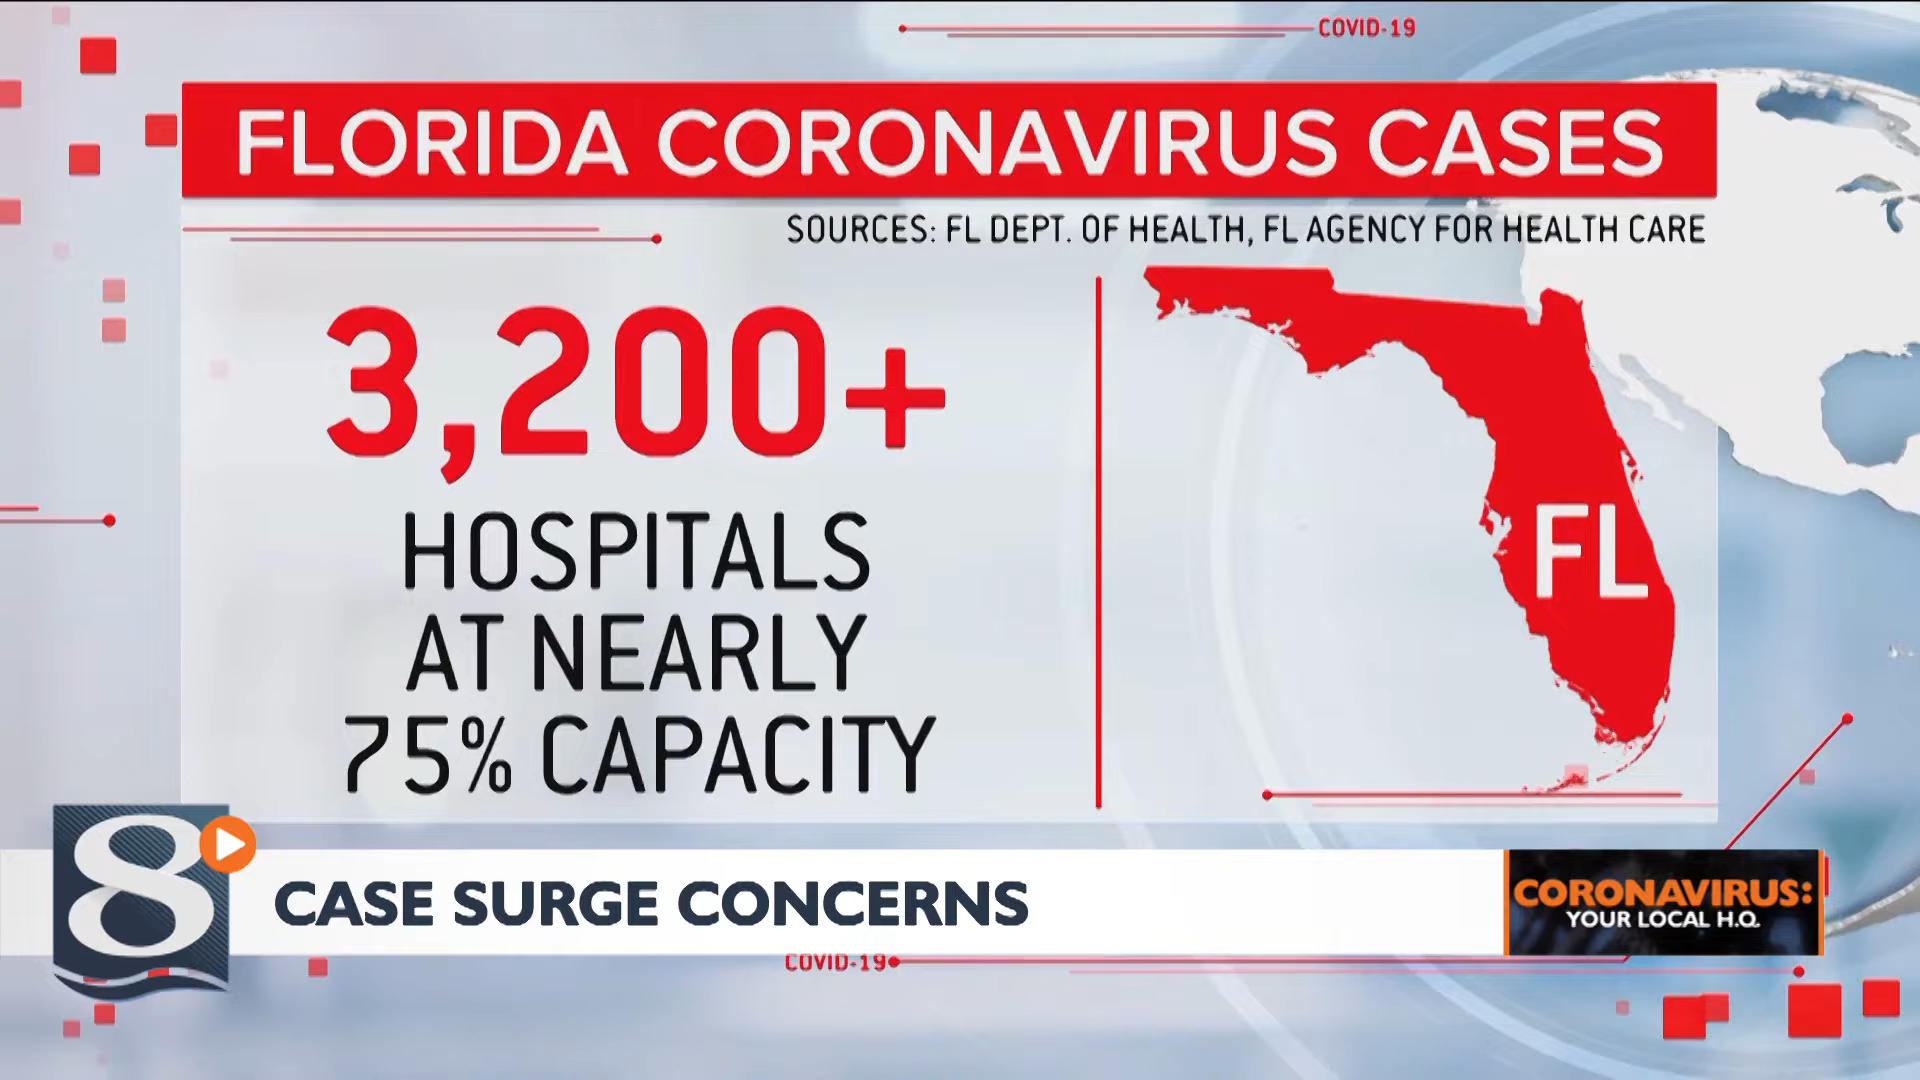 COVID-19
FLORIDA CORONAVIRUS CASES
SOURCES: FL DEPT. OF HEALTH, FL AGENCY FOR HEALTH CARE
3,200+
HOSPITALS
AT NEARLY
75% CAPACITY
FL
8
CASE SURGE CONCERNS
CORONAVIRUS:
YOUR LOCAL H.Q.
COVID-19